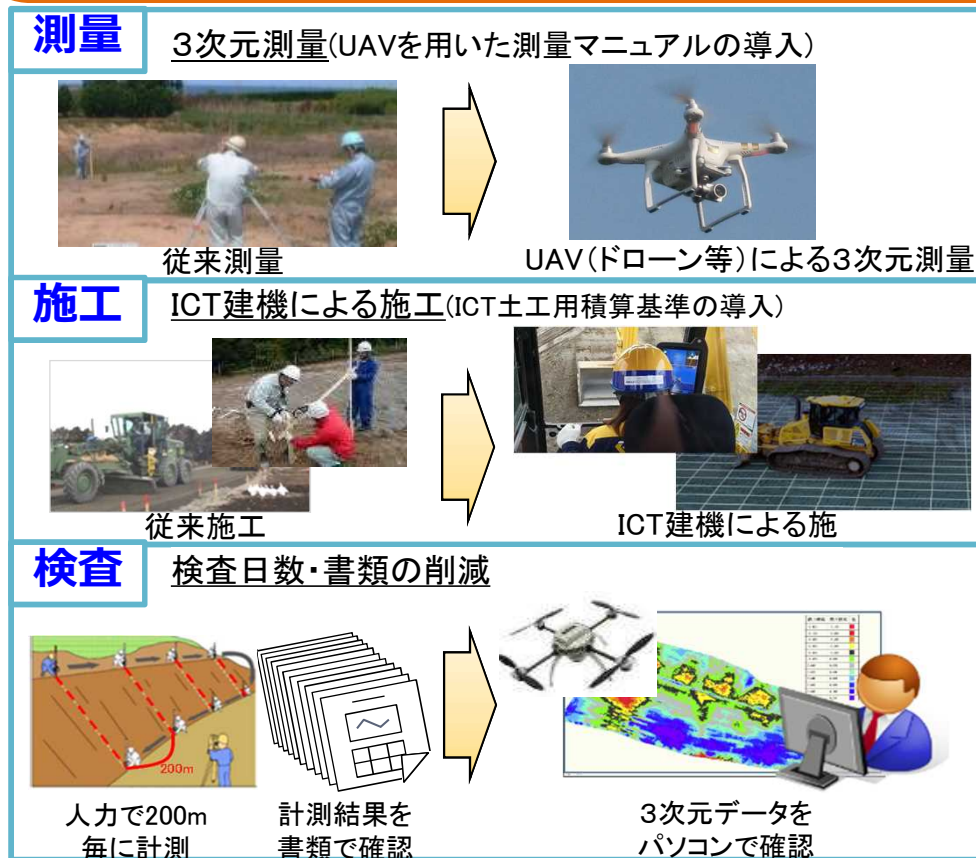 測量
３次元測量(UAVを用いた測量マニュアルの導入)
従来測量
UAV(ドローン等)による３次元測量
施工
ICT建機による施工(ICT土工用積算基準の導入)
従来施工
ICT建機による施
検査
検査日数・書類の削減
200m
人力で200m
毎に計測
計測結果を
書類で確認
３次元データを
パソコンで確認